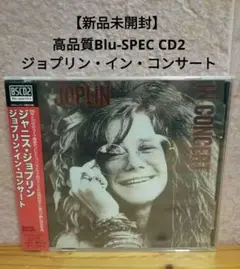 【新品未開封】
高品質Blu-SPEC CD2
ジョプリン・イン・コンサート
BSCD2
JOPLIN
IN CONCERT
ジャニス・ジョプリン
ジョプリン・イン・コンサート